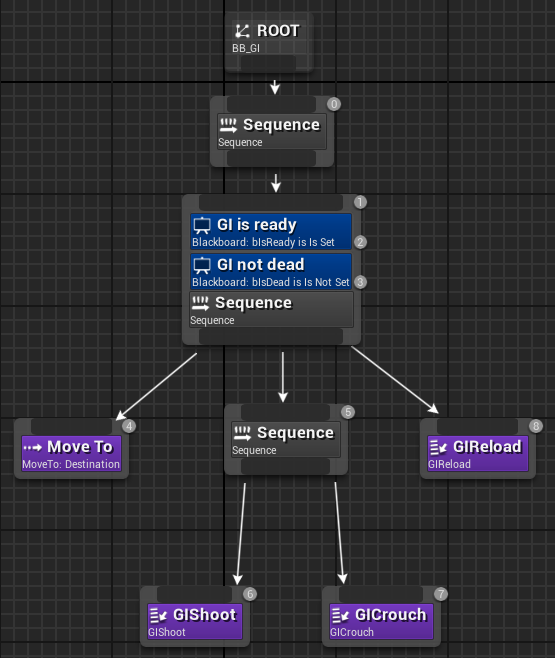 ROOT
BB_GI
0
Sequence
Sequence
1
GI is ready
Blackboard: bIsReady is Is Set
2
GI not dead
Blackboard: bIsDead is Is Not Set
3
Sequence
Sequence
4
Move To
MoveTo: Destination
5
Sequence
Sequence
8
GIReload
GIReload
6
GIShoot
GIShoot
7
GICrouch
GICrouch